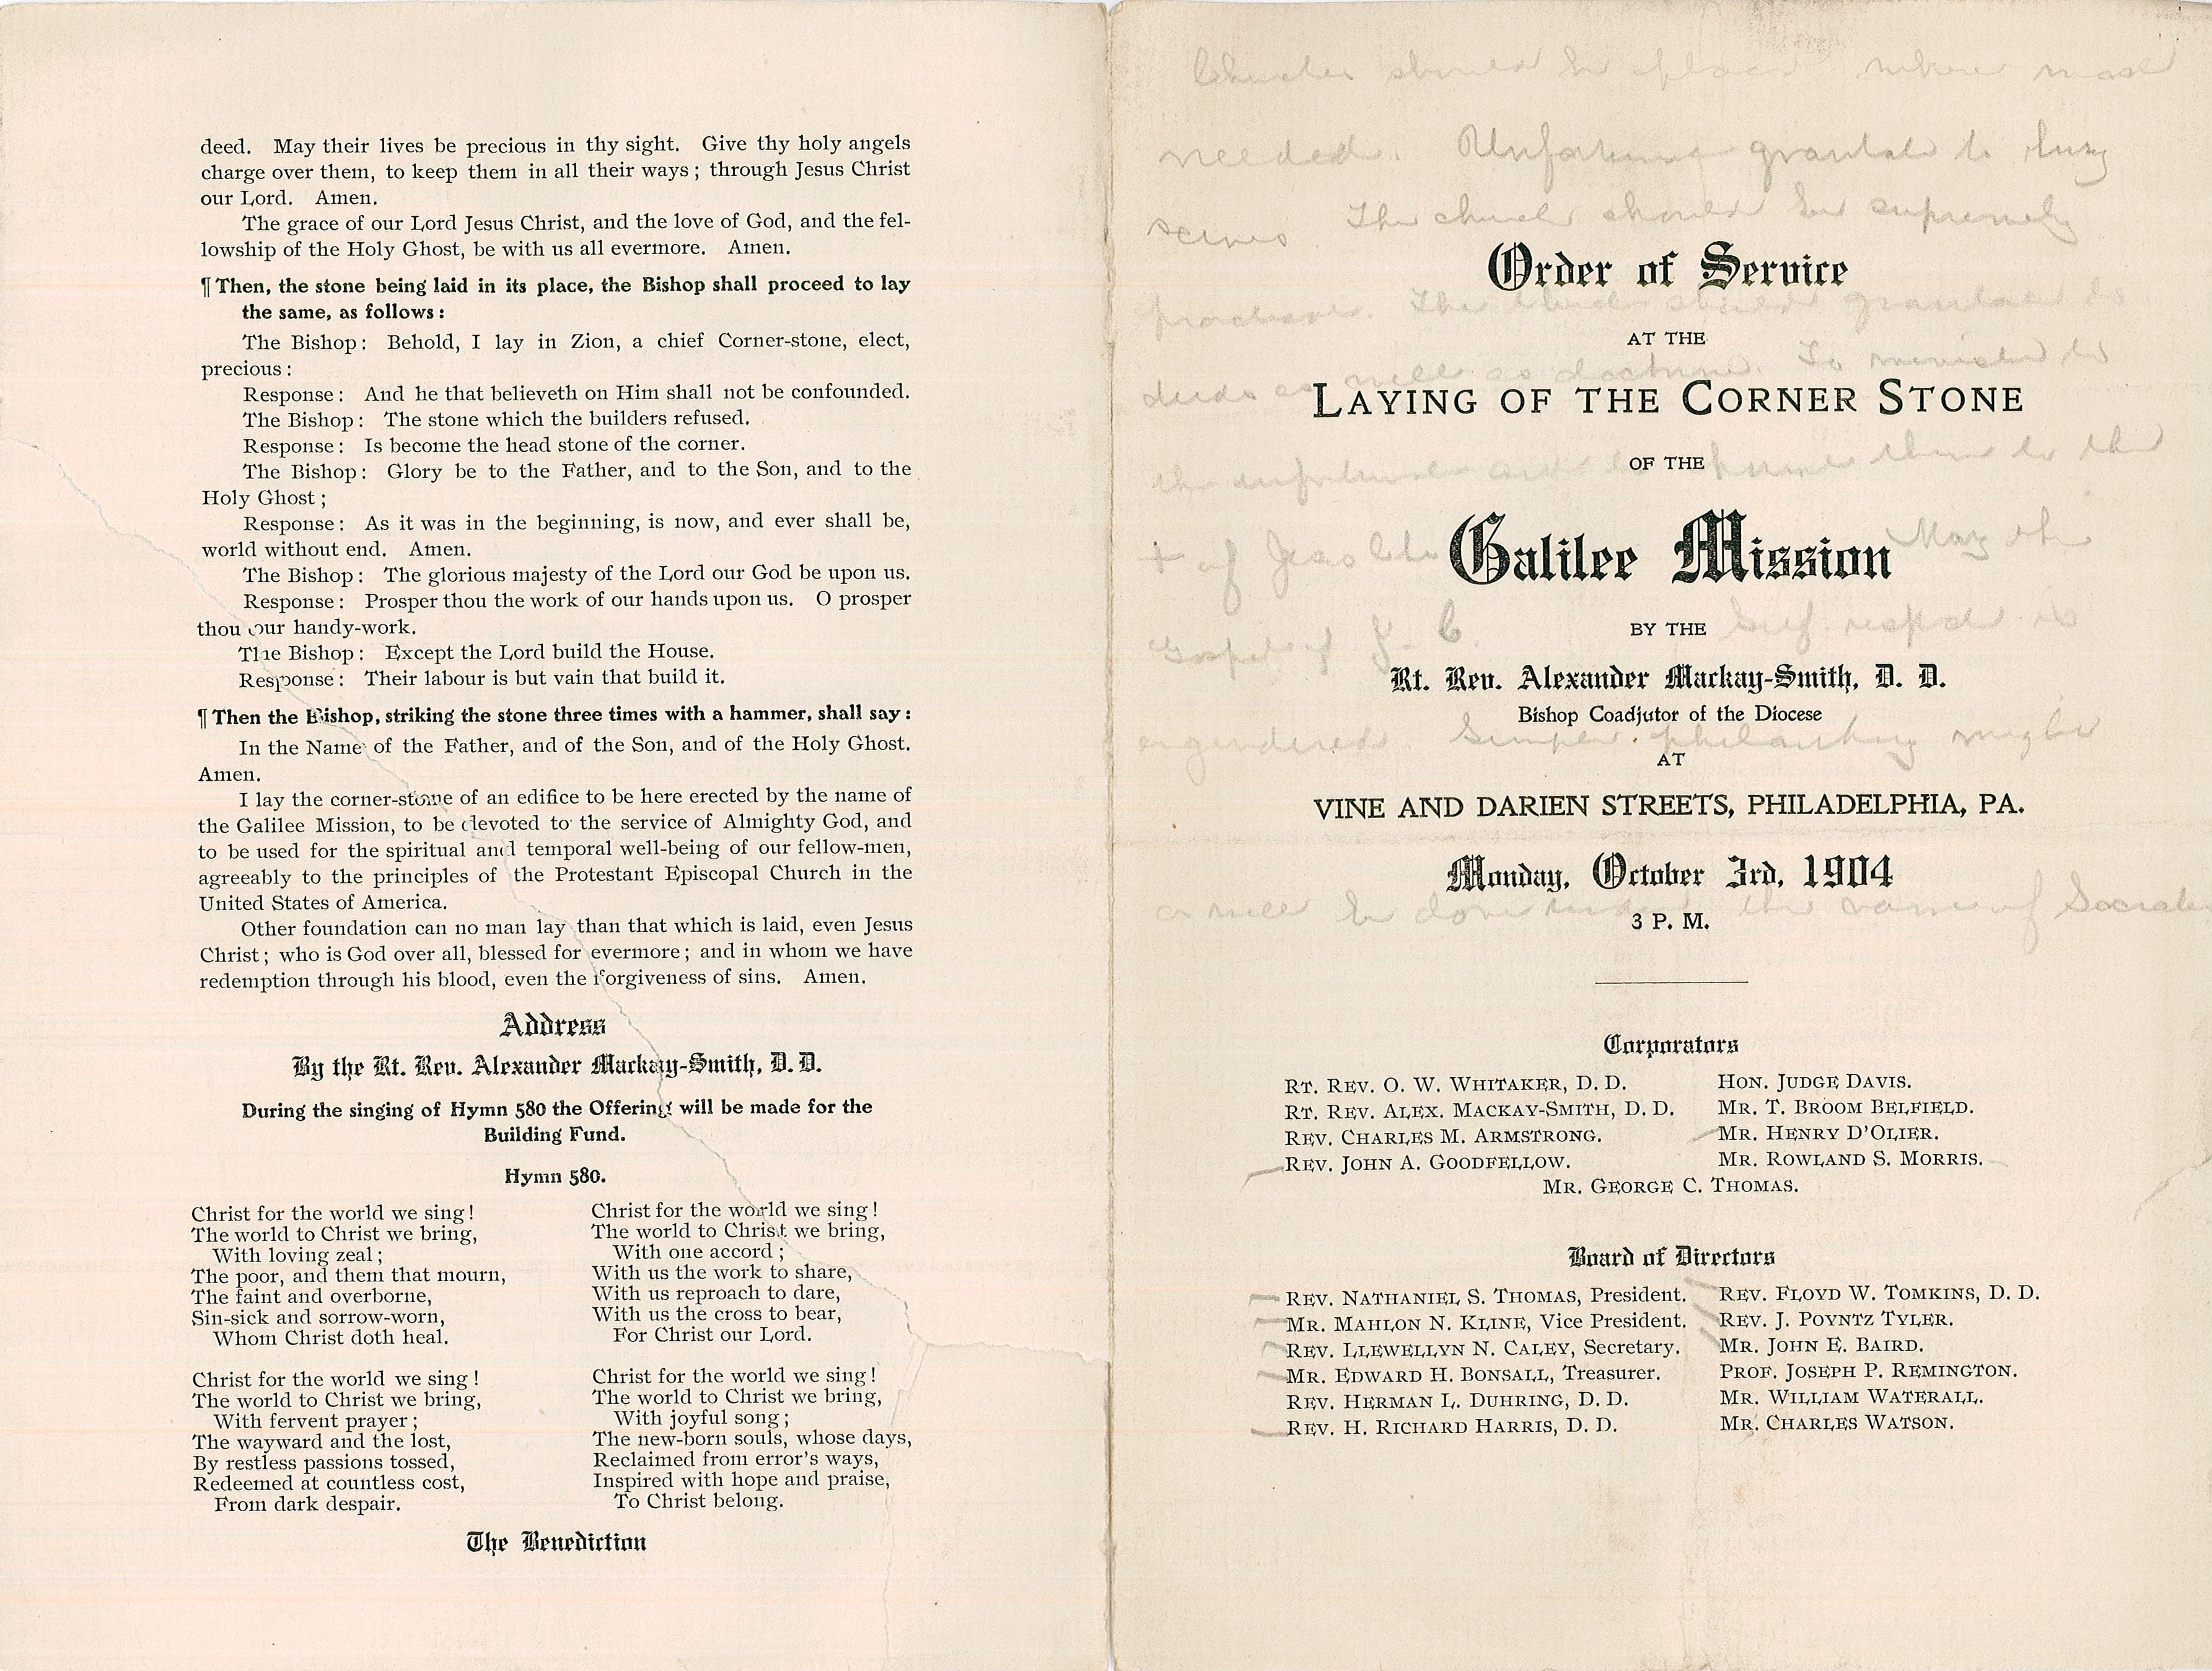 deed. May their lives be precious in thy sight. Give thy holy angels
charge over them, to keep them in all their ways; through Jesus Christ
our Lord. Amen.
The grace of our Lord Jesus Christ, and the love of God, and the fel-
lowship of the Holy Ghost, be with us all evermore. Amen.
¶ Then, the stone being laid in its place, the Bishop shall proceed to lay
the same, as follows:
The Bishop: Behold, I lay in Zion, a chief Corner-stone, elect,
precious:
Response: And he that believeth on Him shall not be confounded.
The Bishop: The stone which the builders refused.
Response: Is become the head stone of the corner.
The Bishop: Glory be to the Father, and to the Son, and to the
Holy Ghost;
Response: As it was in the beginning, is now, and ever shall be,
world without end. Amen.
The Bishop: The glorious majesty of the Lord our God be upon us.
Response: Prosper thou the work of our hands upon us. O prosper
thou our handy-work.
The Bishop: Except the Lord build the House.
Response: Their labour is but vain that build it.
¶ Then the Bishop, striking the stone three times with a hammer, shall say:
In the Name of the Father, and of the Son, and of the Holy Ghost.
Amen.
I lay the corner-stone of an edifice to be here erected by the name of
the Galilee Mission, to be devoted to the service of Almighty God, and
to be used for the spiritual and temporal well-being of our fellow-men,
agreeably to the principles of the Protestant Episcopal Church in the
United States of America.
Other foundation can no man lay than that which is laid, even Jesus
Christ; who is God over all, blessed for evermore; and in whom we have
redemption through his blood, even the forgiveness of sins. Amen.
Address
By the Rt. Rev. Alexander Mackay-Smith, D. D.
During the singing of Hymn 580 the Offering will be made for the
Building Fund.
Hymn 580.
Christ for the world we sing!
The world to Christ we bring,
With loving zeal;
The poor, and them that mourn,
The faint and overborne,
Sin-sick and sorrow-worn,
Whom Christ doth heal.
Christ for the world we sing!
The world to Christ we bring,
With fervent prayer;
The wayward and the lost,
By restless passions tossed,
Redeemed at countless cost,
From dark despair.
Christ for the world we sing!
The world to Christ we bring,
With one accord;
With us the work to share,
With us reproach to dare,
With us the cross to bear,
For Christ our Lord.
Christ for the world we sing!
The world to Christ we bring,
With joyful song;
The new-born souls, whose days,
Reclaimed from error's ways,
Inspired with hope and praise,
To Christ belong.
The Benediction
should be where most
needed.
The church should be supremely
Order of Service
AT THE
as well as doctrine. To
LAYING OF THE CORNER STONE
OF THE
them to the
Galilee Mission
May the
BY THE
Gospel of J. C.
Rt. Rev. Alexander Mackay-Smith, D. D.
Bishop Coadjutor of the Diocese
engendered. Simple philanthropy might
AT
VINE AND DARIEN STREETS, PHILADELPHIA, PA.
Monday, October 3rd, 1904
the name of Socrates
3 P. M.
Corporators
RT. REV. O. W. WHITAKER, D. D.
RT. REV. ALEX. MACKAY-SMITH, D. D.
REV. CHARLES M. ARMSTRONG.
REV. JOHN A. GOODFELLOW.
HON. JUDGE DAVIS.
MR. T. BROOM BELFIELD.
MR. HENRY D'OLIER.
MR. ROWLAND S. MORRIS.
MR. GEORGE C. THOMAS.
Board of Directors
REV. NATHANIEL S. THOMAS, President.
MR. MAHLON N. KLINE, Vice President.
REV. LLEWELLYN N. CALEY, Secretary.
MR. EDWARD H. BONSALL, Treasurer.
REV. HERMAN L. DUHRING, D. D.
REV. H. RICHARD HARRIS, D. D.
REV. FLOYD W. TOMKINS, D. D.
REV. J. POYNTZ TYLER.
MR. JOHN E. BAIRD.
PROF. JOSEPH P. REMINGTON.
MR. WILLIAM WATERALL.
MR. CHARLES WATSON.